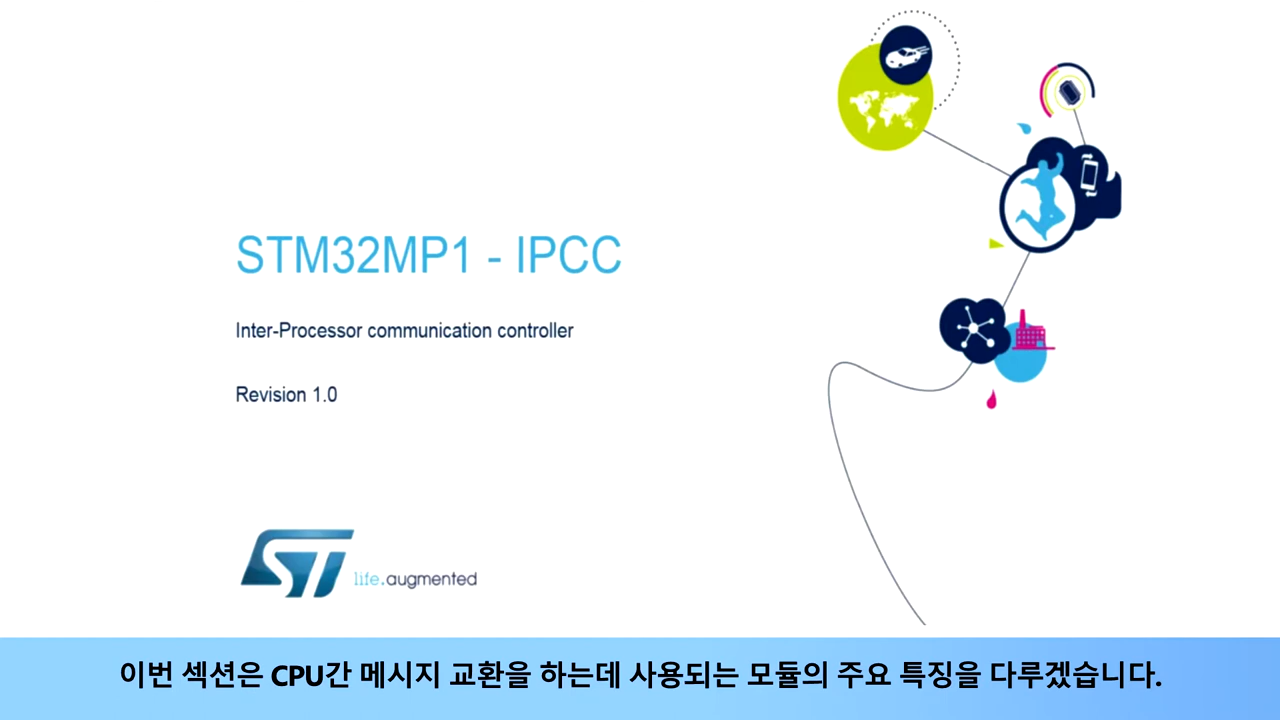 STM32MP1 - IPCC
Inter-Processor communication controller
Revision 1.0
ST life.augmented
이번 섹션은 CPU간 메시지 교환을 하는데 사용되는 모듈의 주요 특징을 다루겠습니다.